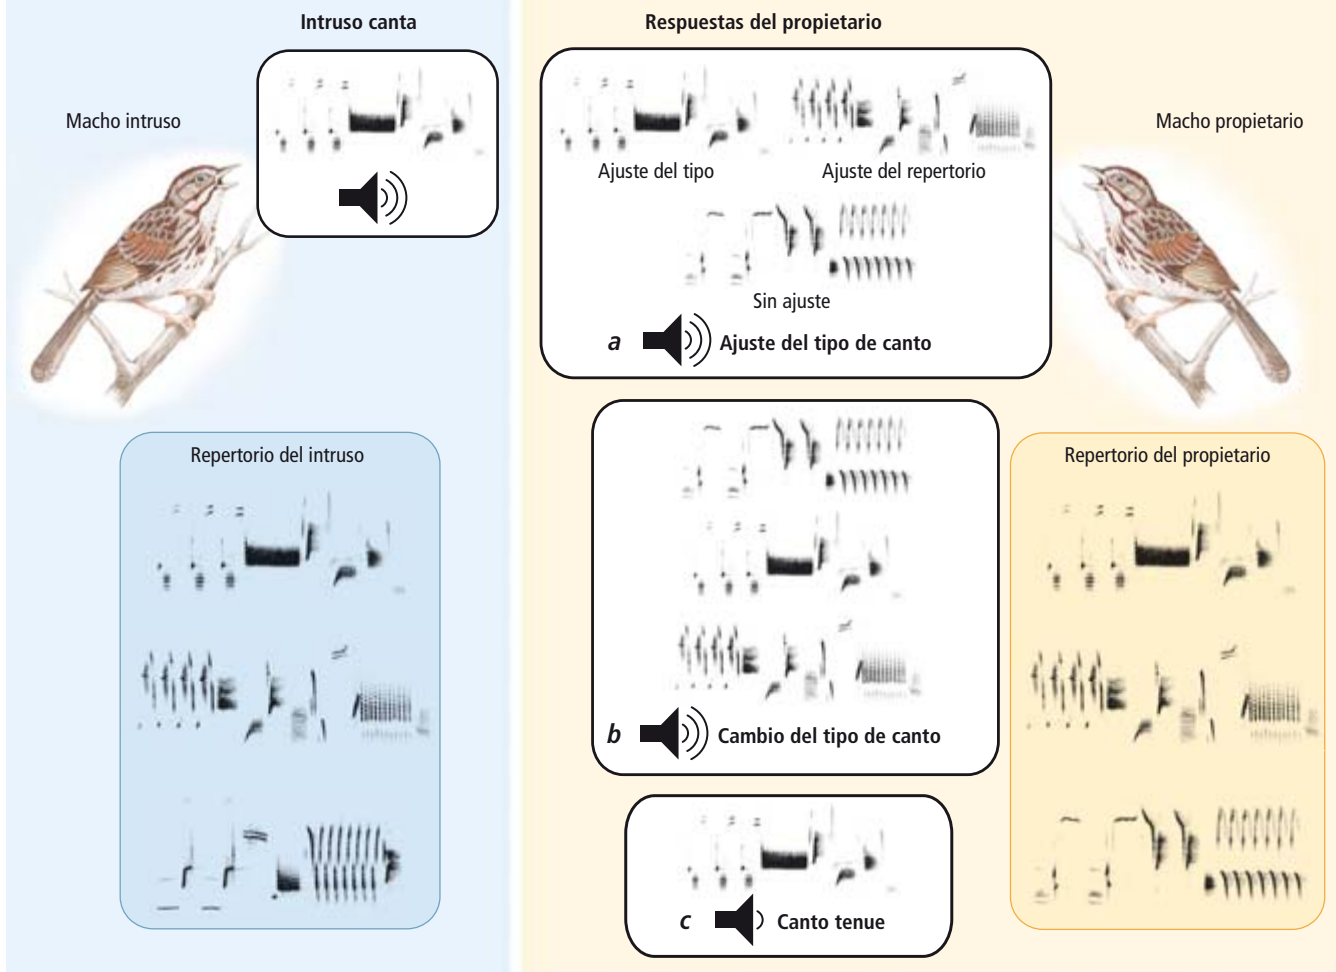 Intruso canta
Respuestas del propietario
Macho intruso
Macho propietario
Ajuste del tipo
Ajuste del repertorio
Sin ajuste
a Ajuste del tipo de canto
Repertorio del intruso
Repertorio del propietario
b Cambio del tipo de canto
c Canto tenue